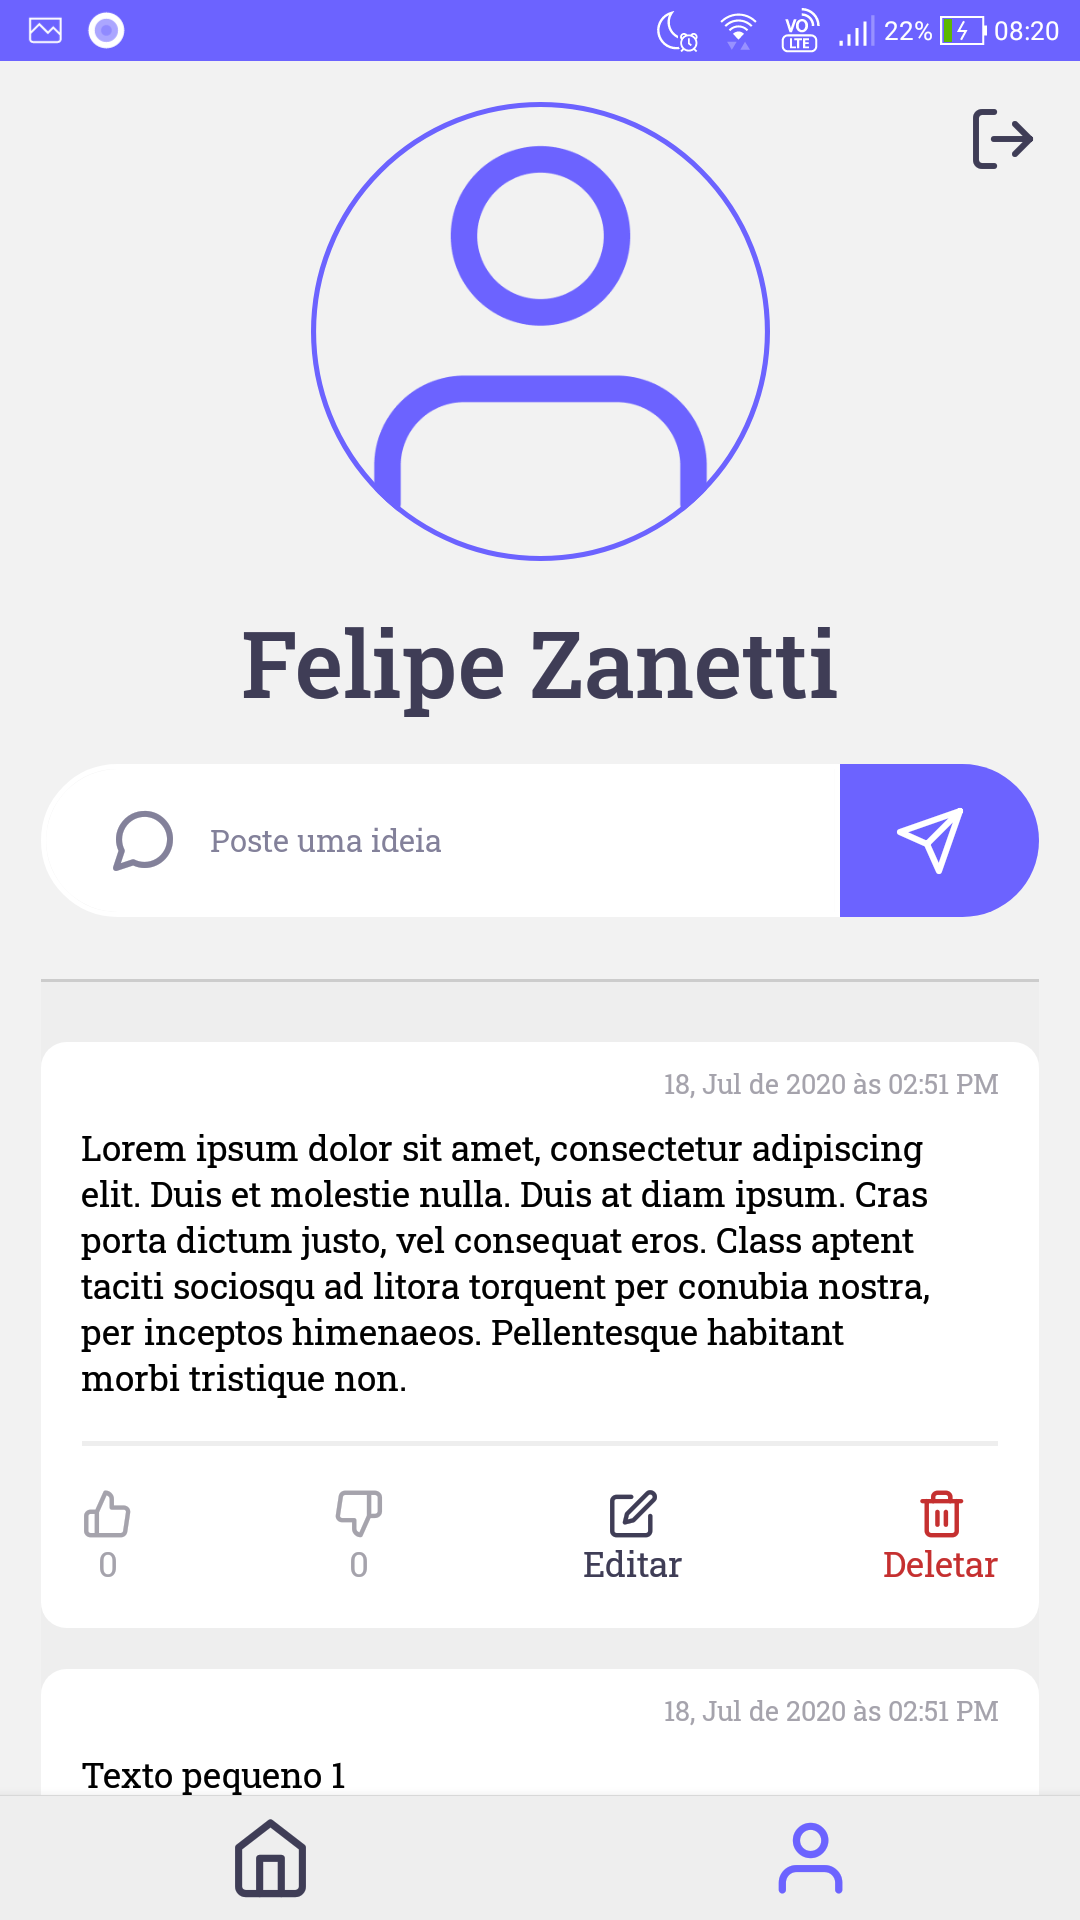 VO LTE 22% 08:20
Felipe Zanetti
Poste uma ideia
18, Jul de 2020 às 02:51 PM
Lorem ipsum dolor sit amet, consectetur adipiscing
elit. Duis et molestie nulla. Duis at diam ipsum. Cras
porta dictum justo, vel consequat eros. Class aptent
taciti sociosqu ad litora torquent per conubia nostra,
per inceptos himenaeos. Pellentesque habitant
morbi tristique non.
0 0 Editar Deletar
18, Jul de 2020 às 02:51 PM
Texto pequeno 1